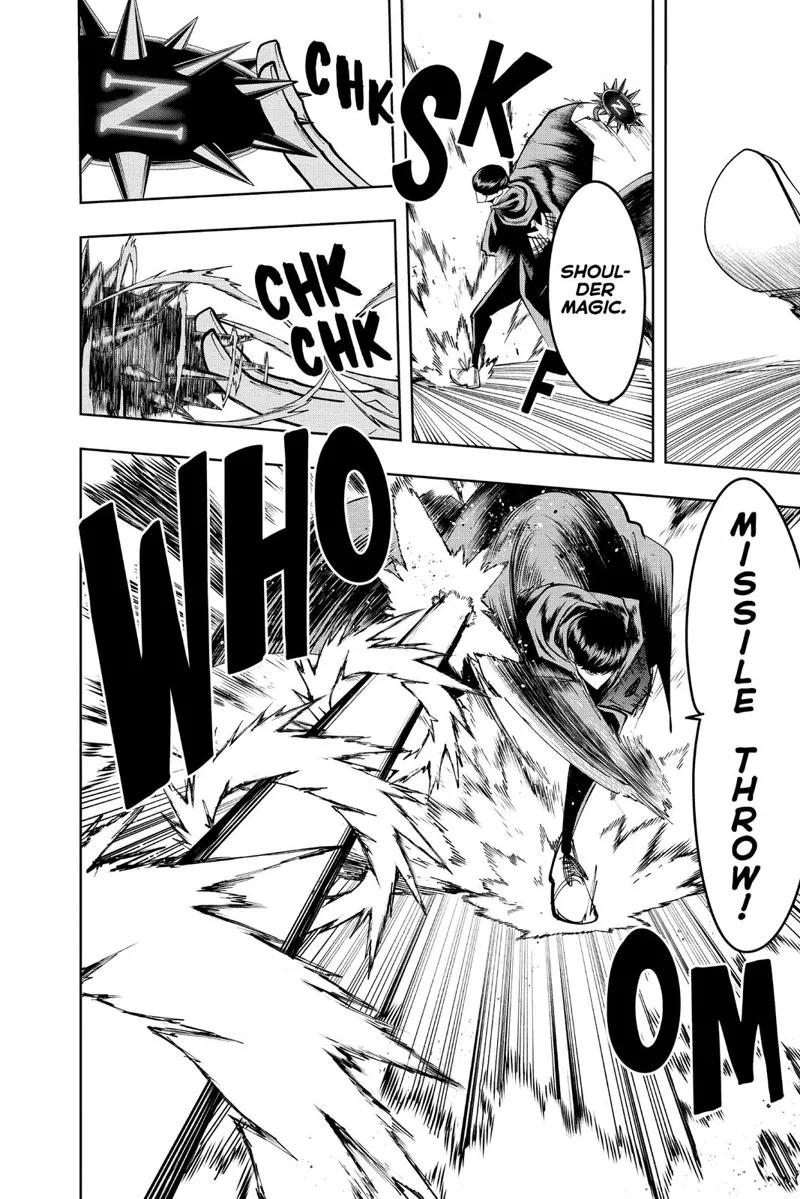 SK
F
SHOUL-
DER
MAGIC.
N
CHK
N
CHK
CHK
MISSILE THROW!
WHO
OM